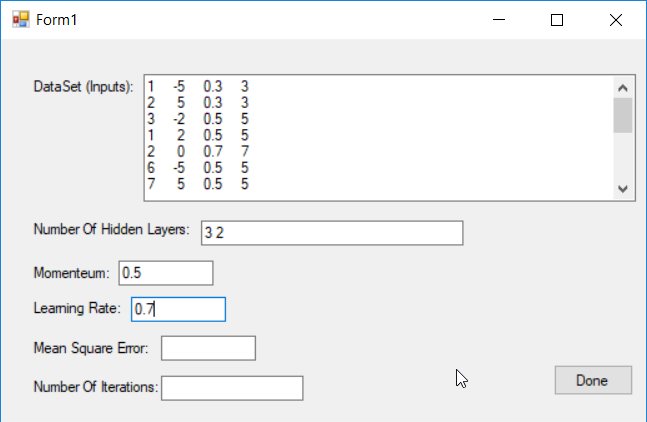 Form1
DataSet (Inputs):
1 -5 0.3 3
2 5 0.3 3
3 -2 0.5 5
1 2 0.5 5
2 0 0.7 7
6 -5 0.5 5
7 5 0.5 5
Number Of Hidden Layers: 3 2
Momenteum: 0.5
Learning Rate: 0.7
Mean Square Error:
Number Of Iterations:
Done